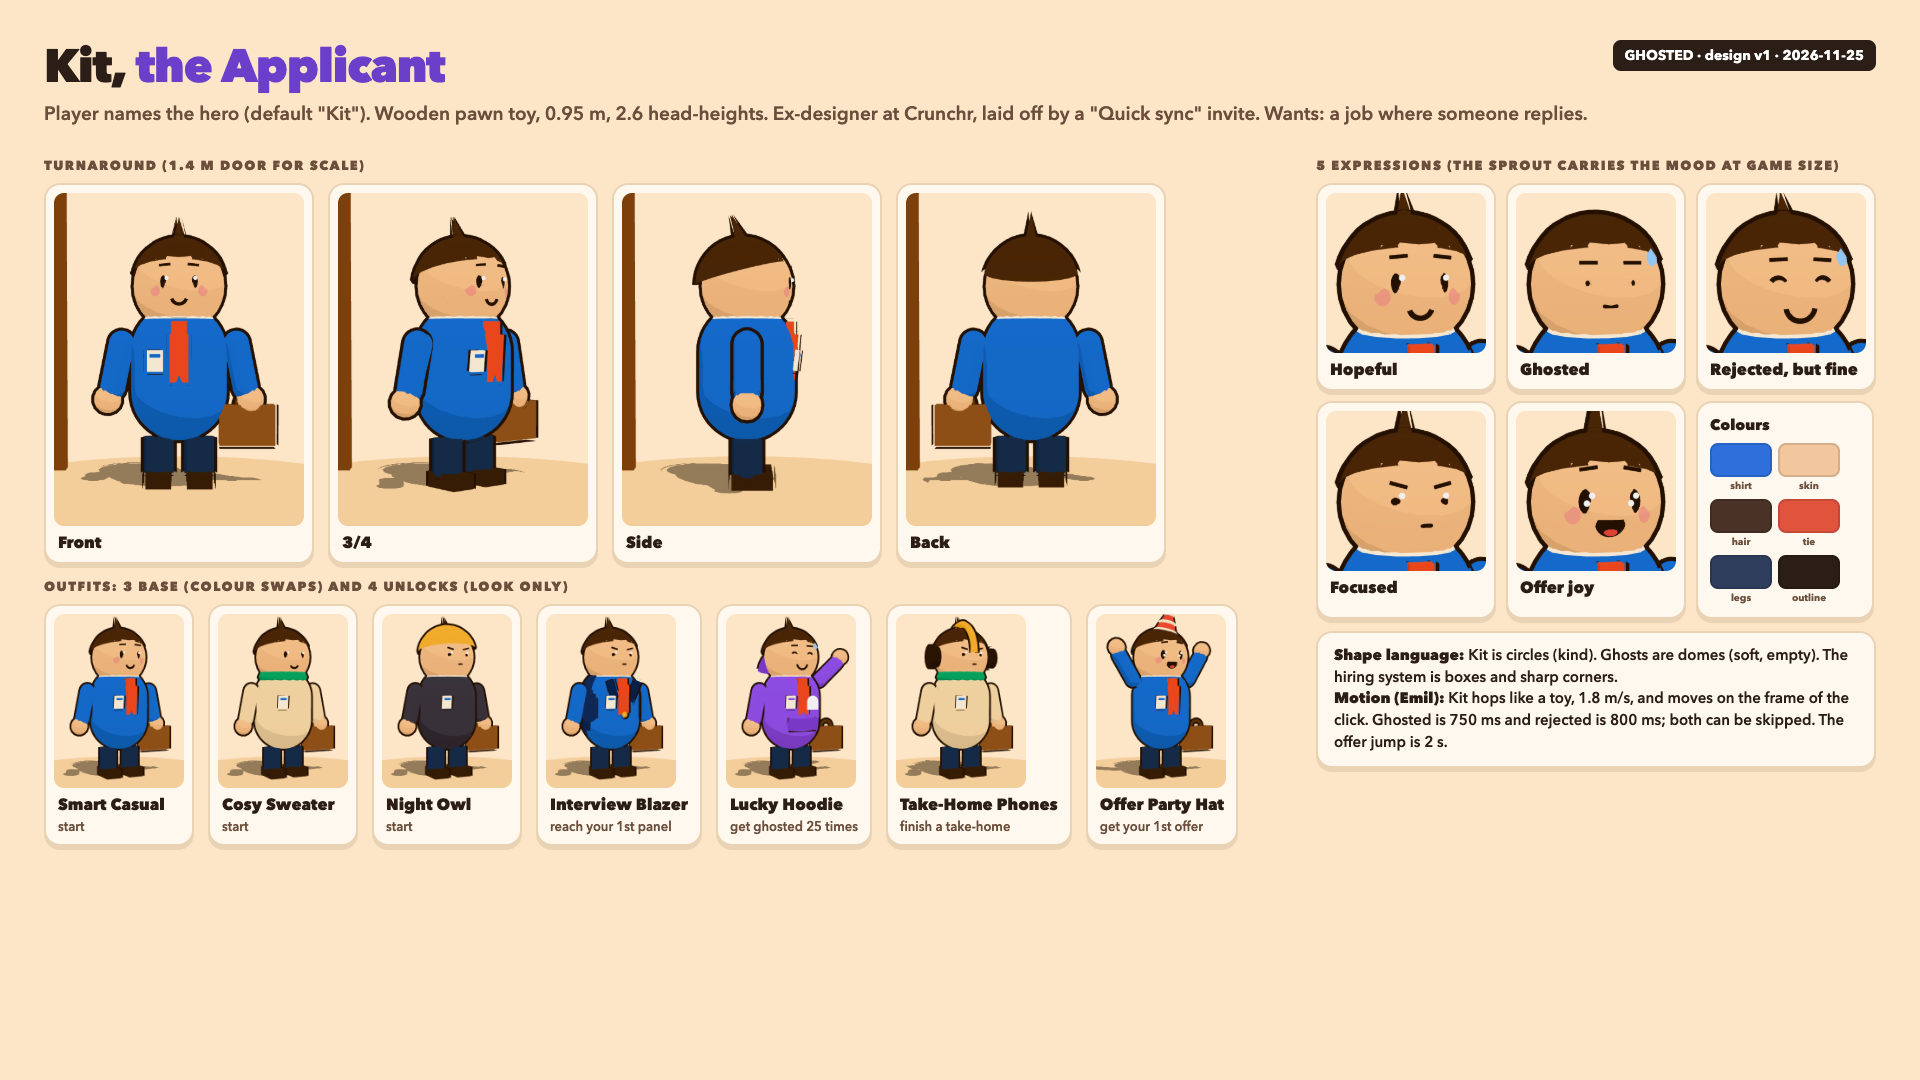 Kit, the Applicant
GHOSTED · design v1 · 2026-11-25
Player names the hero (default "Kit"). Wooden pawn toy, 0.95 m, 2.6 head-heights. Ex-designer at Crunchr, laid off by a "Quick sync" invite. Wants: a job where someone replies.
TURNAROUND (1.4 M DOOR FOR SCALE)
Front
3/4
Side
Back
OUTFITS: 3 BASE (COLOUR SWAPS) AND 4 UNLOCKS (LOOK ONLY)
Smart Casual
start
Cosy Sweater
start
Night Owl
start
Interview Blazer
reach your 1st panel
Lucky Hoodie
get ghosted 25 times
Take-Home Phones
finish a take-home
Offer Party Hat
get your 1st offer
5 EXPRESSIONS (THE SPROUT CARRIES THE MOOD AT GAME SIZE)
Hopeful
Ghosted
Rejected, but fine
Focused
Offer joy
Colours
shirt
skin
hair
tie
legs
outline
Shape language: Kit is circles (kind). Ghosts are domes (soft, empty). The
hiring system is boxes and sharp corners.
Motion (Emil): Kit hops like a toy, 1.8 m/s, and moves on the frame of the
click. Ghosted is 750 ms and rejected is 800 ms; both can be skipped. The
offer jump is 2 s.